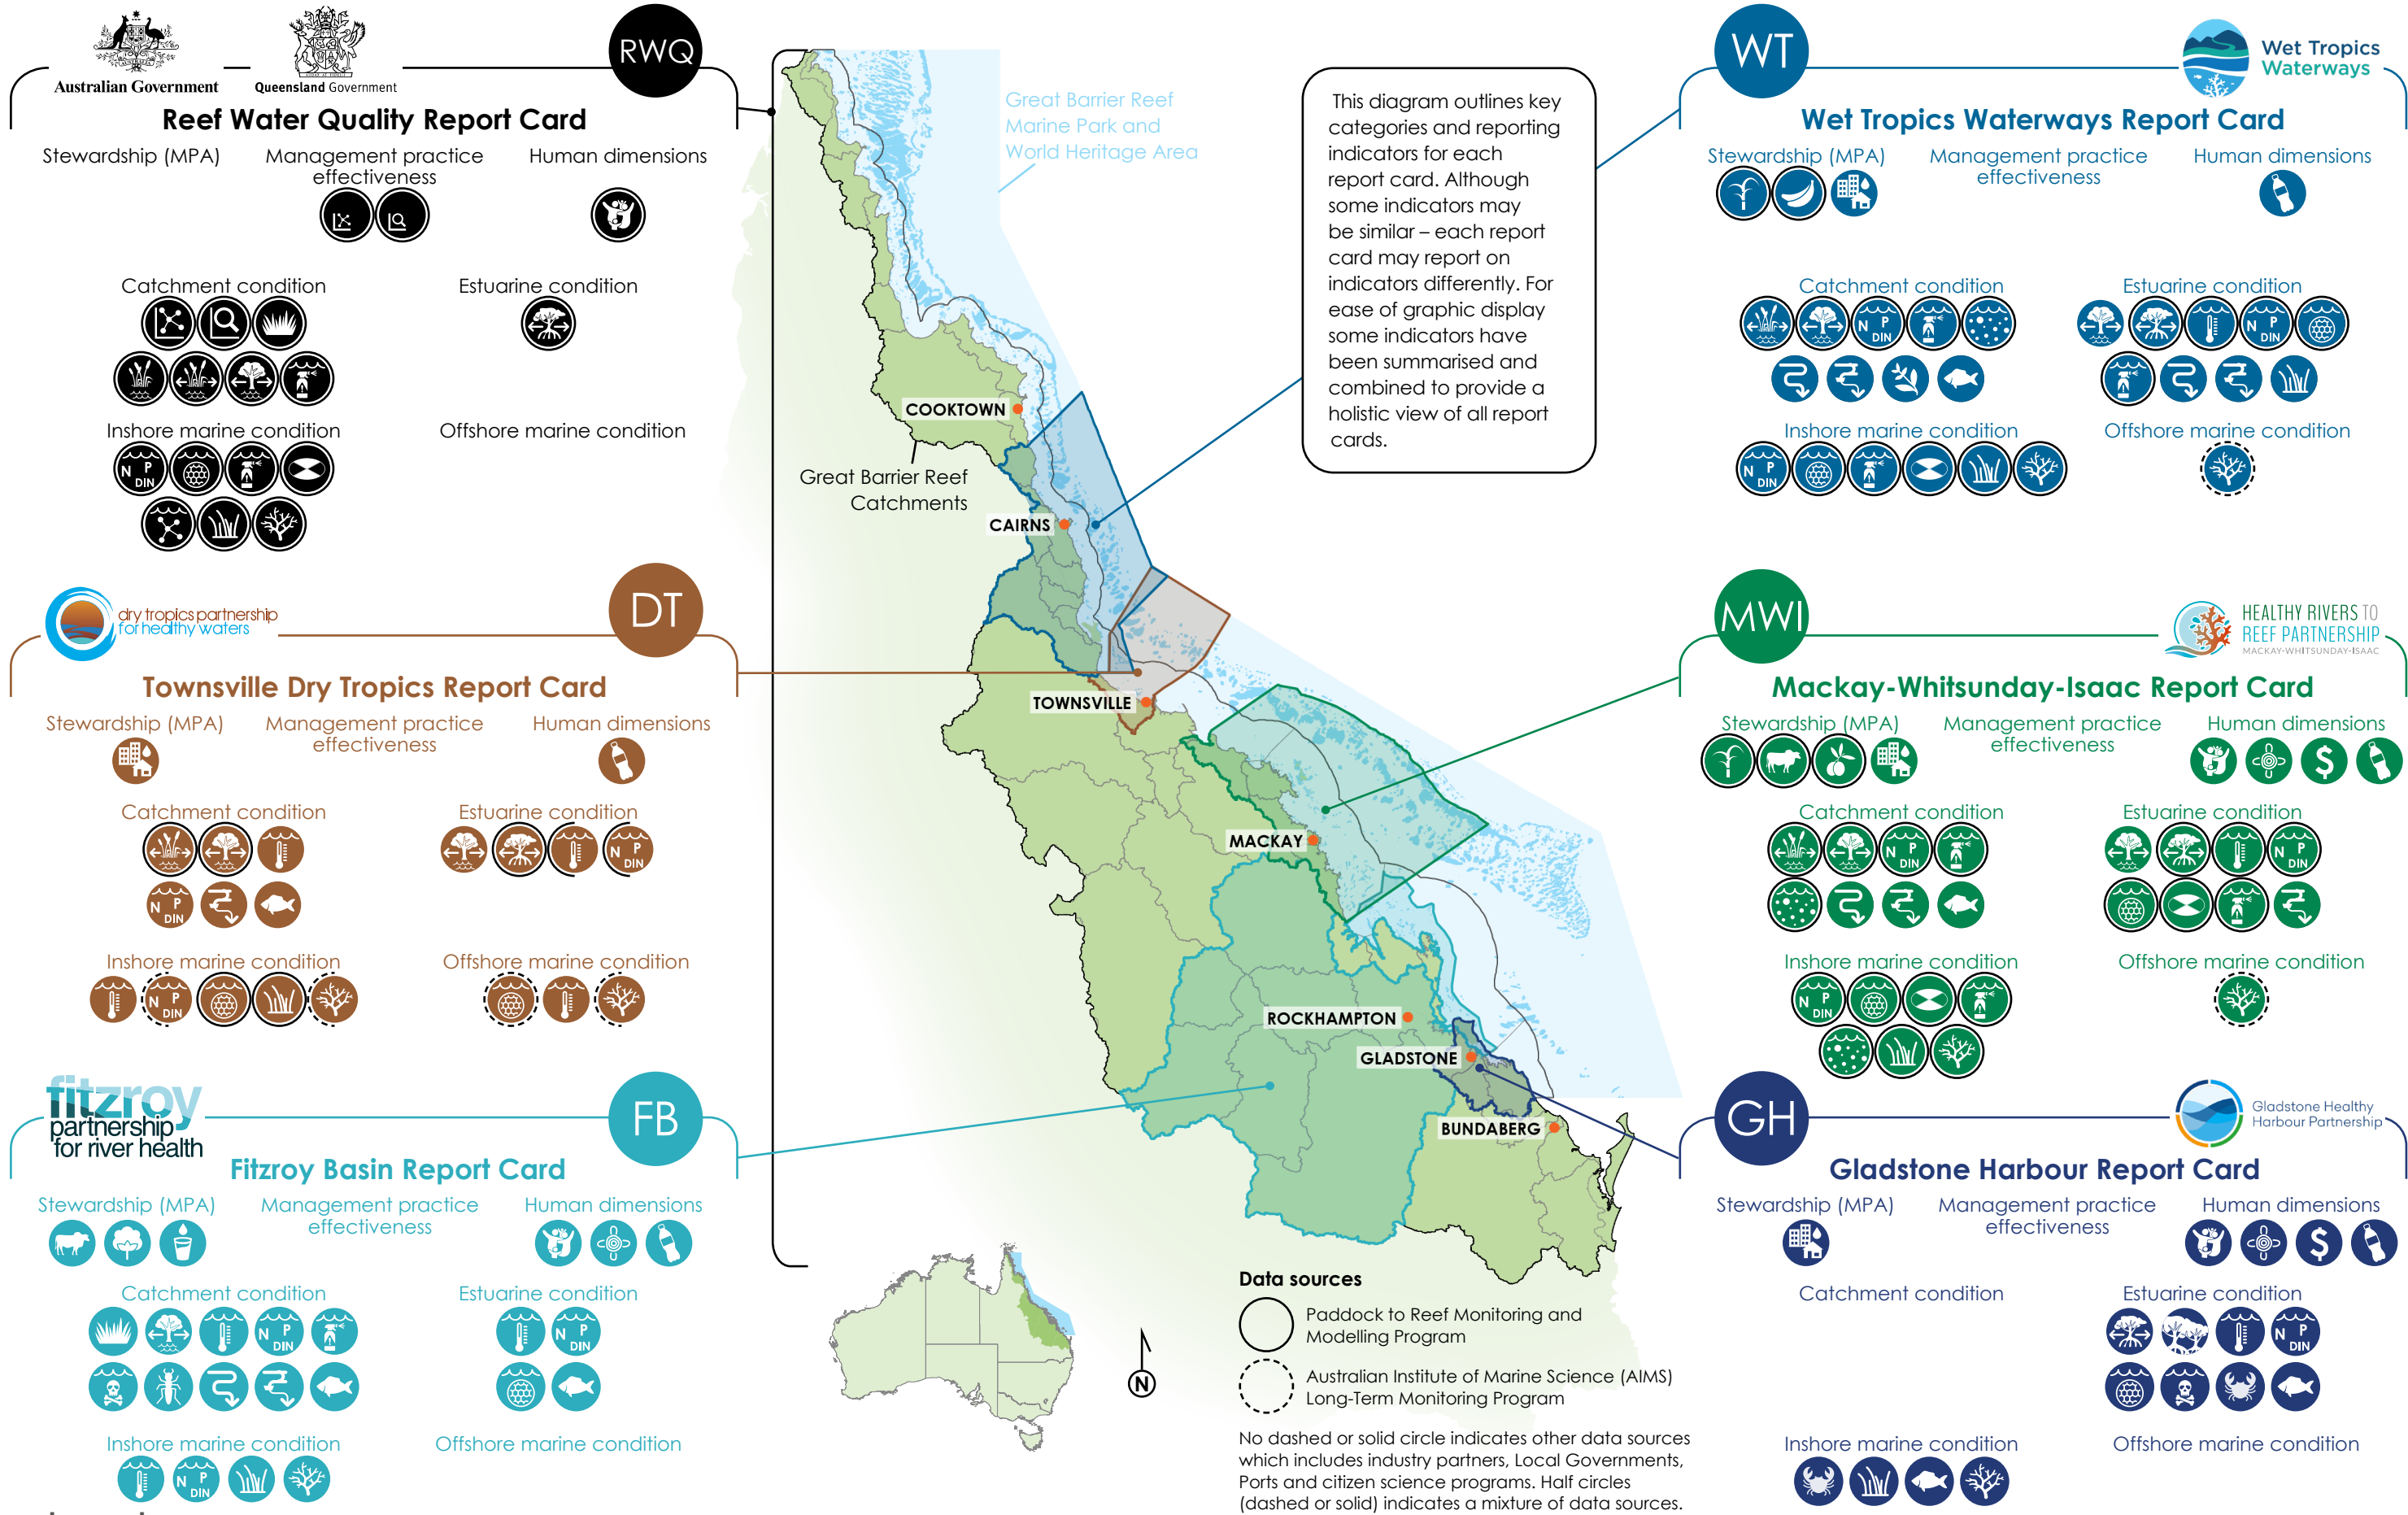 Australian Government
Queensland Government
RWQ
Reef Water Quality Report Card
Stewardship (MPA)
Management practice
effectiveness
Human dimensions
Catchment condition
Estuarine condition
Inshore marine condition
N P
DIN
Offshore marine condition
dry tropics partnership
for healthy waters
DT
Townsville Dry Tropics Report Card
Stewardship (MPA)
Management practice
effectiveness
Human dimensions
Catchment condition
N P
DIN
Estuarine condition
N P
DIN
Inshore marine condition
N P
DIN
Offshore marine condition
fitzroy
partnership
for river health
FB
Fitzroy Basin Report Card
Stewardship (MPA)
Management practice
effectiveness
Human dimensions
Catchment condition
N P
DIN
Estuarine condition
N P
DIN
Inshore marine condition
N P
DIN
Offshore marine condition
Great Barrier Reef
Marine Park and
World Heritage Area
This diagram outlines key
categories and reporting
indicators for each
report card. Although
some indicators may
be similar – each report
card may report on
indicators differently. For
ease of graphic display
some indicators have
been summarised and
combined to provide a
holistic view of all report
cards.
COOKTOWN
Great Barrier Reef
Catchments
CAIRNS
TOWNSVILLE
MACKAY
ROCKHAMPTON
GLADSTONE
BUNDABERG
N
Data sources
Paddock to Reef Monitoring and
Modelling Program
Australian Institute of Marine Science (AIMS)
Long-Term Monitoring Program
No dashed or solid circle indicates other data sources
which includes industry partners, Local Governments,
Ports and citizen science programs. Half circles
(dashed or solid) indicates a mixture of data sources.
WT
Wet Tropics
Waterways
Wet Tropics Waterways Report Card
Stewardship (MPA)
Management practice
effectiveness
Human dimensions
Catchment condition
N P
DIN
Estuarine condition
N P
DIN
Inshore marine condition
N P
DIN
Offshore marine condition
MWI
HEALTHY RIVERS TO
REEF PARTNERSHIP
MACKAY-WHITSUNDAY-ISAAC
Mackay-Whitsunday-Isaac Report Card
Stewardship (MPA)
Management practice
effectiveness
Human dimensions
$
Catchment condition
N P
DIN
Estuarine condition
N P
DIN
Inshore marine condition
N P
DIN
Offshore marine condition
GH
Gladstone Healthy
Harbour Partnership
Gladstone Harbour Report Card
Stewardship (MPA)
Management practice
effectiveness
Human dimensions
$
Catchment condition
Estuarine condition
N P
DIN
Inshore marine condition
Offshore marine condition